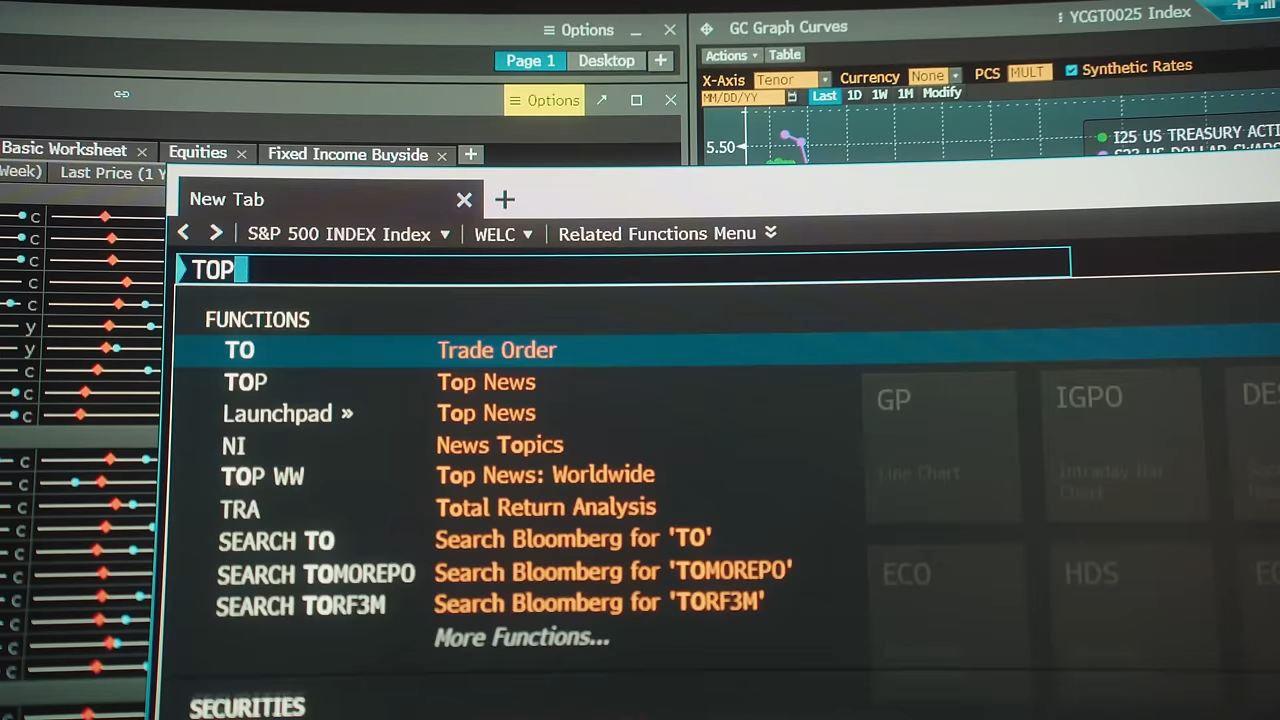 Options
Page 1 Desktop +
Options
Basic Worksheet Equities Fixed Income Buyside +
Week) Last Price (1 Y
GC Graph Curves
YCGT0025 Index
Actions Table
X-Axis Tenor Currency None PCS MULT Synthetic Rates
MM/DD/YY Last 1D 1W 1M Modify
5.50
I25 US TREASURY ACTI
New Tab
S&P 500 INDEX Index WELC Related Functions Menu
TOP
FUNCTIONS
TO Trade Order
TOP Top News
Launchpad » Top News
NI News Topics
TOP WW Top News: Worldwide
TRA Total Return Analysis
SEARCH TO Search Bloomberg for 'TO'
SEARCH TOMOREPO Search Bloomberg for 'TOMOREPO'
SEARCH TORF3M Search Bloomberg for 'TORF3M'
More Functions...
SECURITIES
GP IGPO DES
Line Chart Intraday Bar
Chart
ECO HDS